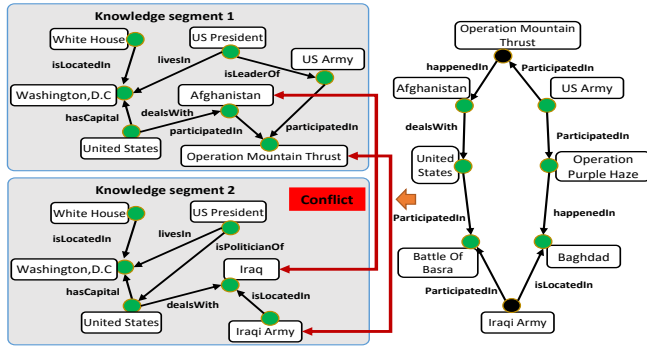 Knowledge segment 1
White House
US President
US Army
isLocatedIn
livesIn
isLeaderOf
Washington,D.C
Afghanistan
hasCapital
dealsWith
participatedIn
participatedIn
United States
Operation Mountain Thrust
Knowledge segment 2
Conflict
White House
US President
isLocatedIn
livesIn
isPoliticianOf
Washington,D.C
Iraq
hasCapital
dealsWith
isLocatedIn
United States
Iraqi Army
Operation Mountain
Thrust
happenedIn
ParticipatedIn
Afghanistan
US Army
dealsWith
ParticipatedIn
United
States
Operation
Purple Haze
ParticipatedIn
happenedIn
Battle Of
Basra
Baghdad
ParticipatedIn
isLocatedIn
Iraqi Army